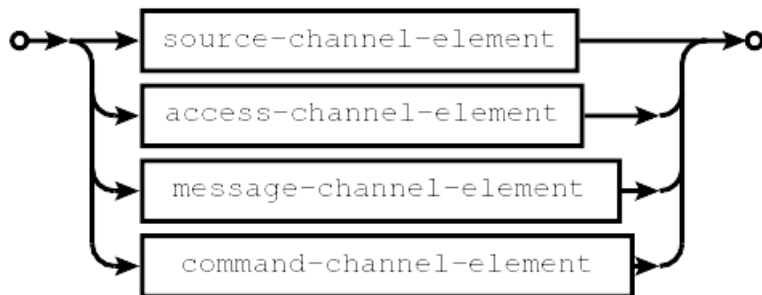 source-channel-element
access-channel-element
message-channel-element
command-channel-element